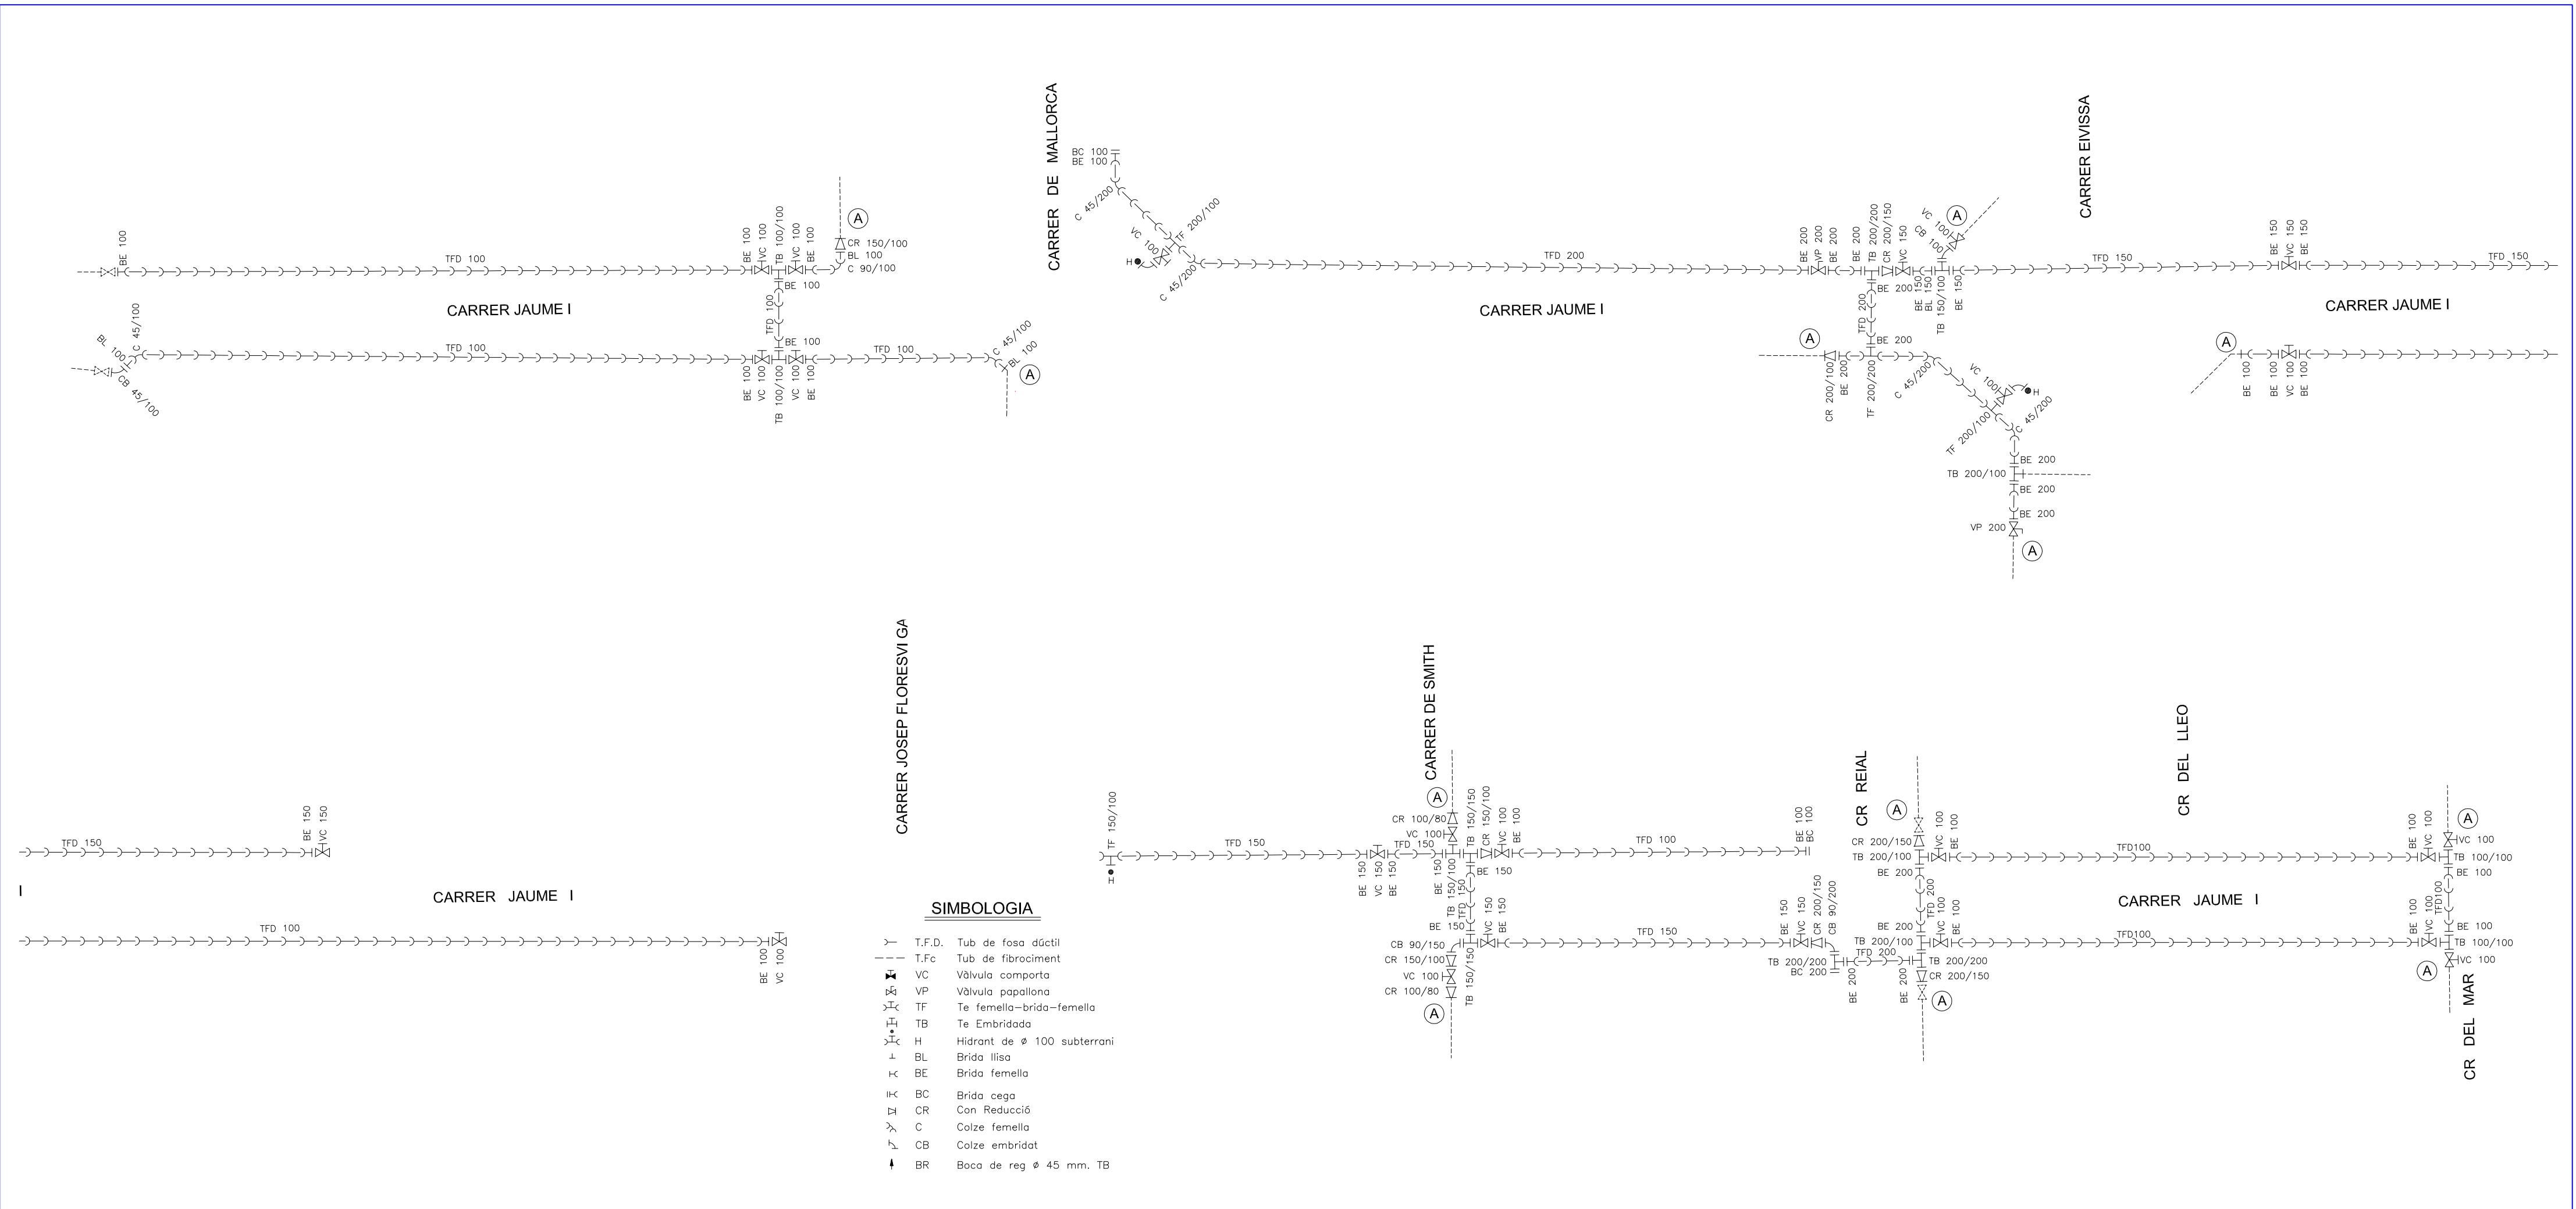 BE 100
TFD 100
BE 100
VC 100
TB 100/100
VC 100
BE 100
A
CR 150/100
BL 100
C 90/100
BE 100
TFD 100
CARRER JAUME I
BL 100
C 45/100
CB 45/100
TFD 100
BE 100
BE 100
VC 100
TB 100/100
VC 100
BE 100
TFD 100
C 45/100
BL 100
A
CARRER DE MALLORCA
BC 100
BE 100
C 45/200
VC 100
TF 200/100
H
C 45/200
TFD 200
CARRER JAUME I
BE 200
VP 200
BE 200
BE 200
TB 200/200
CR 200/150
VC 150
VC 100
CB 100
A
BE 200
BE 150
BL 150
TB 150/100
BE 150
TFD 200
BE 200
A
CR 200/100
BE 200
TF 200/200
C 45/200
VC 100
H
TF 200/100
C 45/200
BE 200
TB 200/100
BE 200
BE 200
VP 200
A
CARRER EIVISSA
TFD 150
BE 150
VC 150
BE 150
TFD 150
CARRER JAUME I
A
BE 100
BE 100
VC 100
BE 100
TFD 150
BE 150
VC 150
I
CARRER JAUME I
TFD 100
BE 100
VC 100
CARRER JOSEP FLORESVI GA
SIMBOLOGIA
T.F.D. Tub de fosa dúctil
T.Fc Tub de fibrociment
VC Vàlvula comporta
VP Vàlvula papallona
TF Te femella-brida-femella
TB Te Embridada
H Hidrant de ø 100 subterrani
BL Brida llisa
BE Brida femella
BC Brida cega
CR Con Reducció
C Colze femella
CB Colze embridat
BR Boca de reg ø 45 mm. TB
TF 150/100
H
TFD 150
BE 150
VC 150
BE 150
TFD 150
CARRER DE SMITH
A
CR 100/80
VC 100
TB 150/150
CR 150/100
VC 100
BE 100
BE 150
TB 150/100
BE 150
TFD 150
TFD 100
BE 100
BC 100
BE 150
CB 90/150
CR 150/100
VC 100
CR 100/80
A
TB 150/150
VC 150
BE 150
TFD 150
BE 150
VC 150
CR 200/150
CB 90/200
TB 200/200
BC 200
BE 200
TFD 200
BE 200
CR REIAL
A
CR 200/150
TB 200/100
BE 200
VC 100
BE 100
TFD 200
BE 200
TB 200/100
VC 100
BE 100
TB 200/200
CR 200/150
A
TFD100
CARRER JAUME I
TFD100
CR DEL LLEO
BE 100
VC 100
A
VC 100
TB 100/100
BE 100
TFD100
BE 100
VC 100
BE 100
TB 100/100
VC 100
A
CR DEL MAR